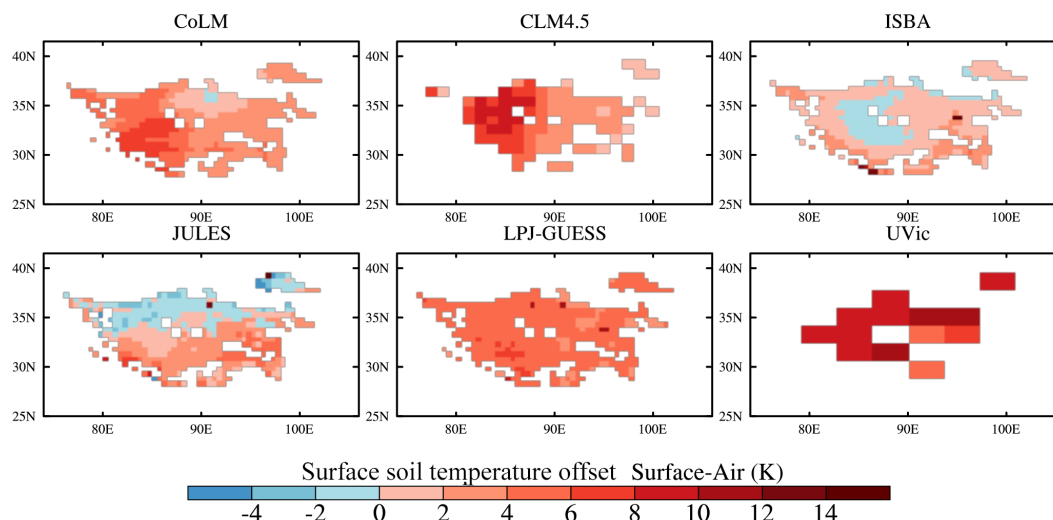 CoLM CLM4.5 ISBA
40N 40N 40N
35N 35N 35N
30N 30N 30N
25N 25N 25N
80E 90E 100E 80E 90E 100E 80E 90E 100E
JULES LPJ-GUESS UVic
40N 40N 40N
35N 35N 35N
30N 30N 30N
25N 25N 25N
80E 90E 100E 80E 90E 100E 80E 90E 100E
Surface soil temperature offset Surface-Air (K)
-4 -2 0 2 4 6 8 10 12 14